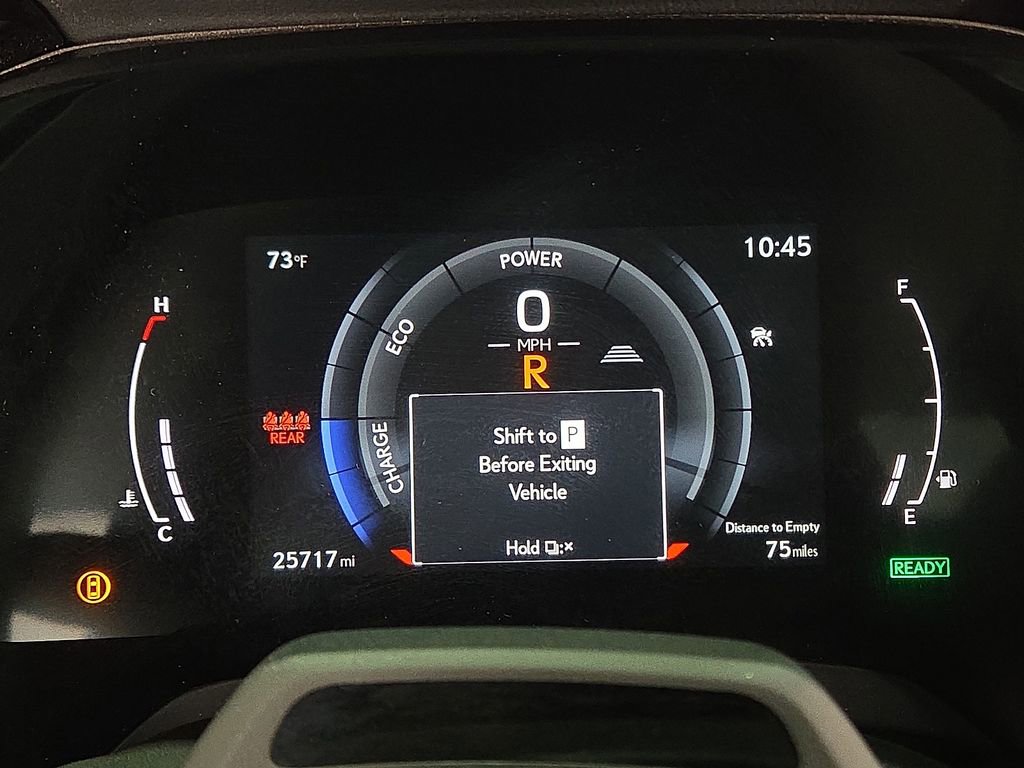 73°F
10:45
POWER
ECO
CHARGE
0
MPH
R
H
C
F
E
REAR
Shift to P
Before Exiting
Vehicle
Hold :×
25717 mi
Distance to Empty
75 miles
READY